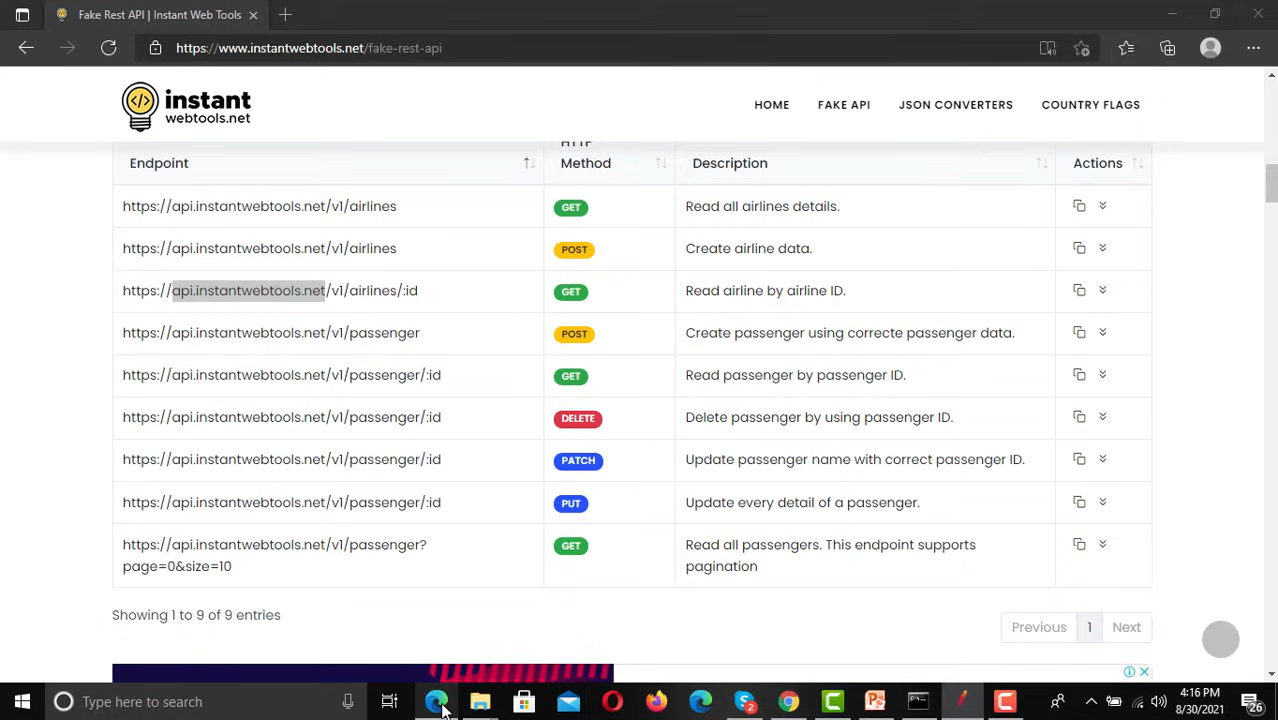 Fake Rest API | Instant Web Tools
https://www.instantwebtools.net/fake-rest-api
instant
webtools.net
HOME FAKE API JSON CONVERTERS COUNTRY FLAGS
Endpoint HTTP Method Description Actions
https://api.instantwebtools.net/v1/airlines GET Read all airlines details.
https://api.instantwebtools.net/v1/airlines POST Create airline data.
https://api.instantwebtools.net/v1/airlines/:id GET Read airline by airline ID.
https://api.instantwebtools.net/v1/passenger POST Create passenger using correcte passenger data.
https://api.instantwebtools.net/v1/passenger/:id GET Read passenger by passenger ID.
https://api.instantwebtools.net/v1/passenger/:id DELETE Delete passenger by using passenger ID.
https://api.instantwebtools.net/v1/passenger/:id PATCH Update passenger name with correct passenger ID.
https://api.instantwebtools.net/v1/passenger/:id PUT Update every detail of a passenger.
https://api.instantwebtools.net/v1/passenger? GET Read all passengers. This endpoint supports
page=0&size=10 pagination
Showing 1 to 9 of 9 entries
Previous 1 Next
Type here to search
4:16 PM
8/30/2021
26
2